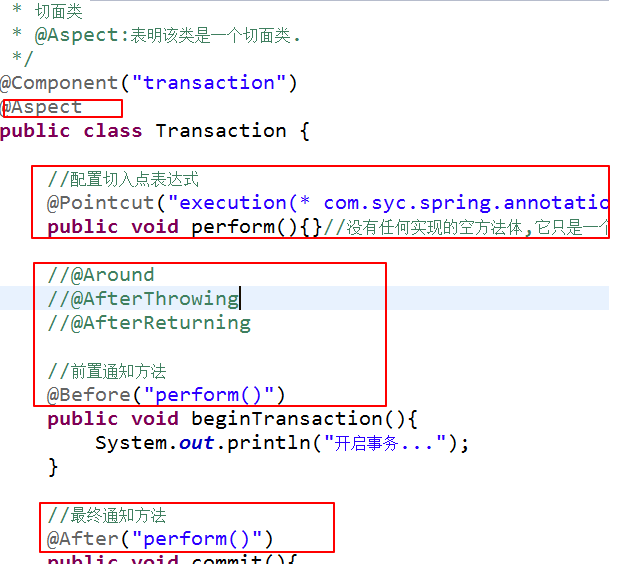 * 切面类
* @Aspect:表明该类是一个切面类.
*/
@Component("transaction")
@Aspect
public class Transaction {
//配置切入点表达式
@Pointcut("execution(* com.syc.spring.annotatio
public void perform(){}//没有任何实现的空方法体,它只是一个
//@Around
//@AfterThrowing
//@AfterReturning
//前置通知方法
@Before("perform()")
public void beginTransaction(){
System.out.println("开启事务...");
}
//最终通知方法
@After("perform()")
public void commit(){